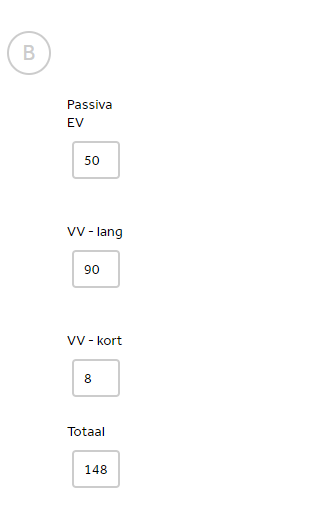 B
Passiva
EV
50
VV - lang
90
VV - kort
8
Totaal
148